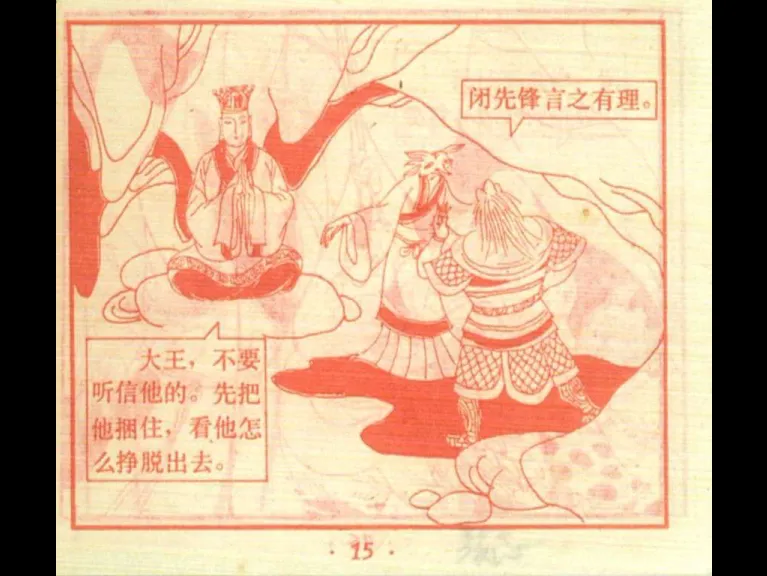 闭先锋言之有理。
大王，不要
听信他的。先把
他捆住，看他怎
么挣脱出去。
· 15 ·